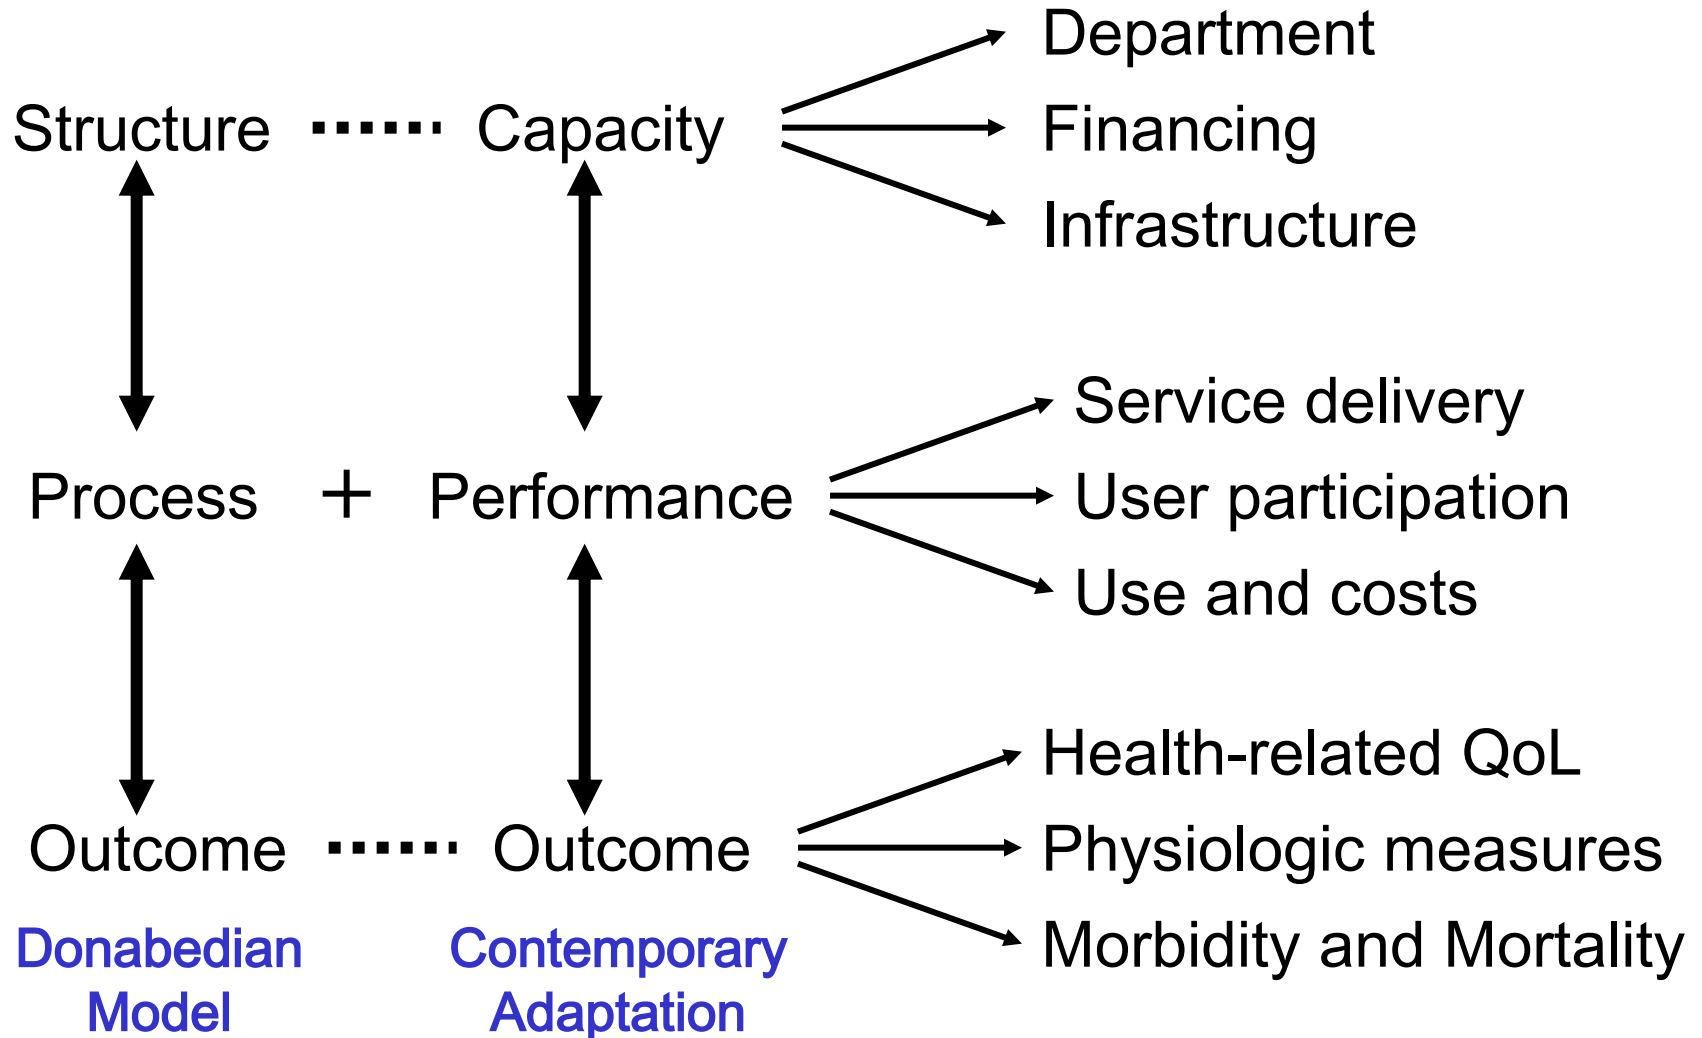 Department
Structure ...... Capacity
Financing
Infrastructure
Service delivery
Process + Performance
User participation
Use and costs
Health-related QoL
Outcome ...... Outcome
Physiologic measures
Morbidity and Mortality
Donabedian
Model
Contemporary
Adaptation